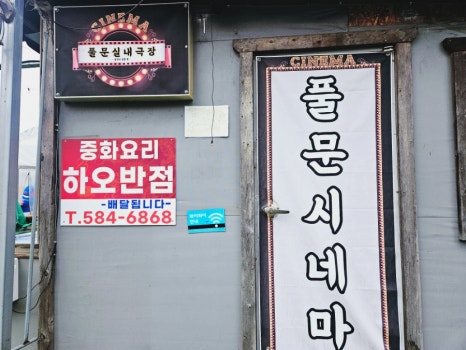 CINEMA
풀문실내극장
중화요리
하오반점
-배달됩니다-
T.584-6868
CINEMA
풀문시네마